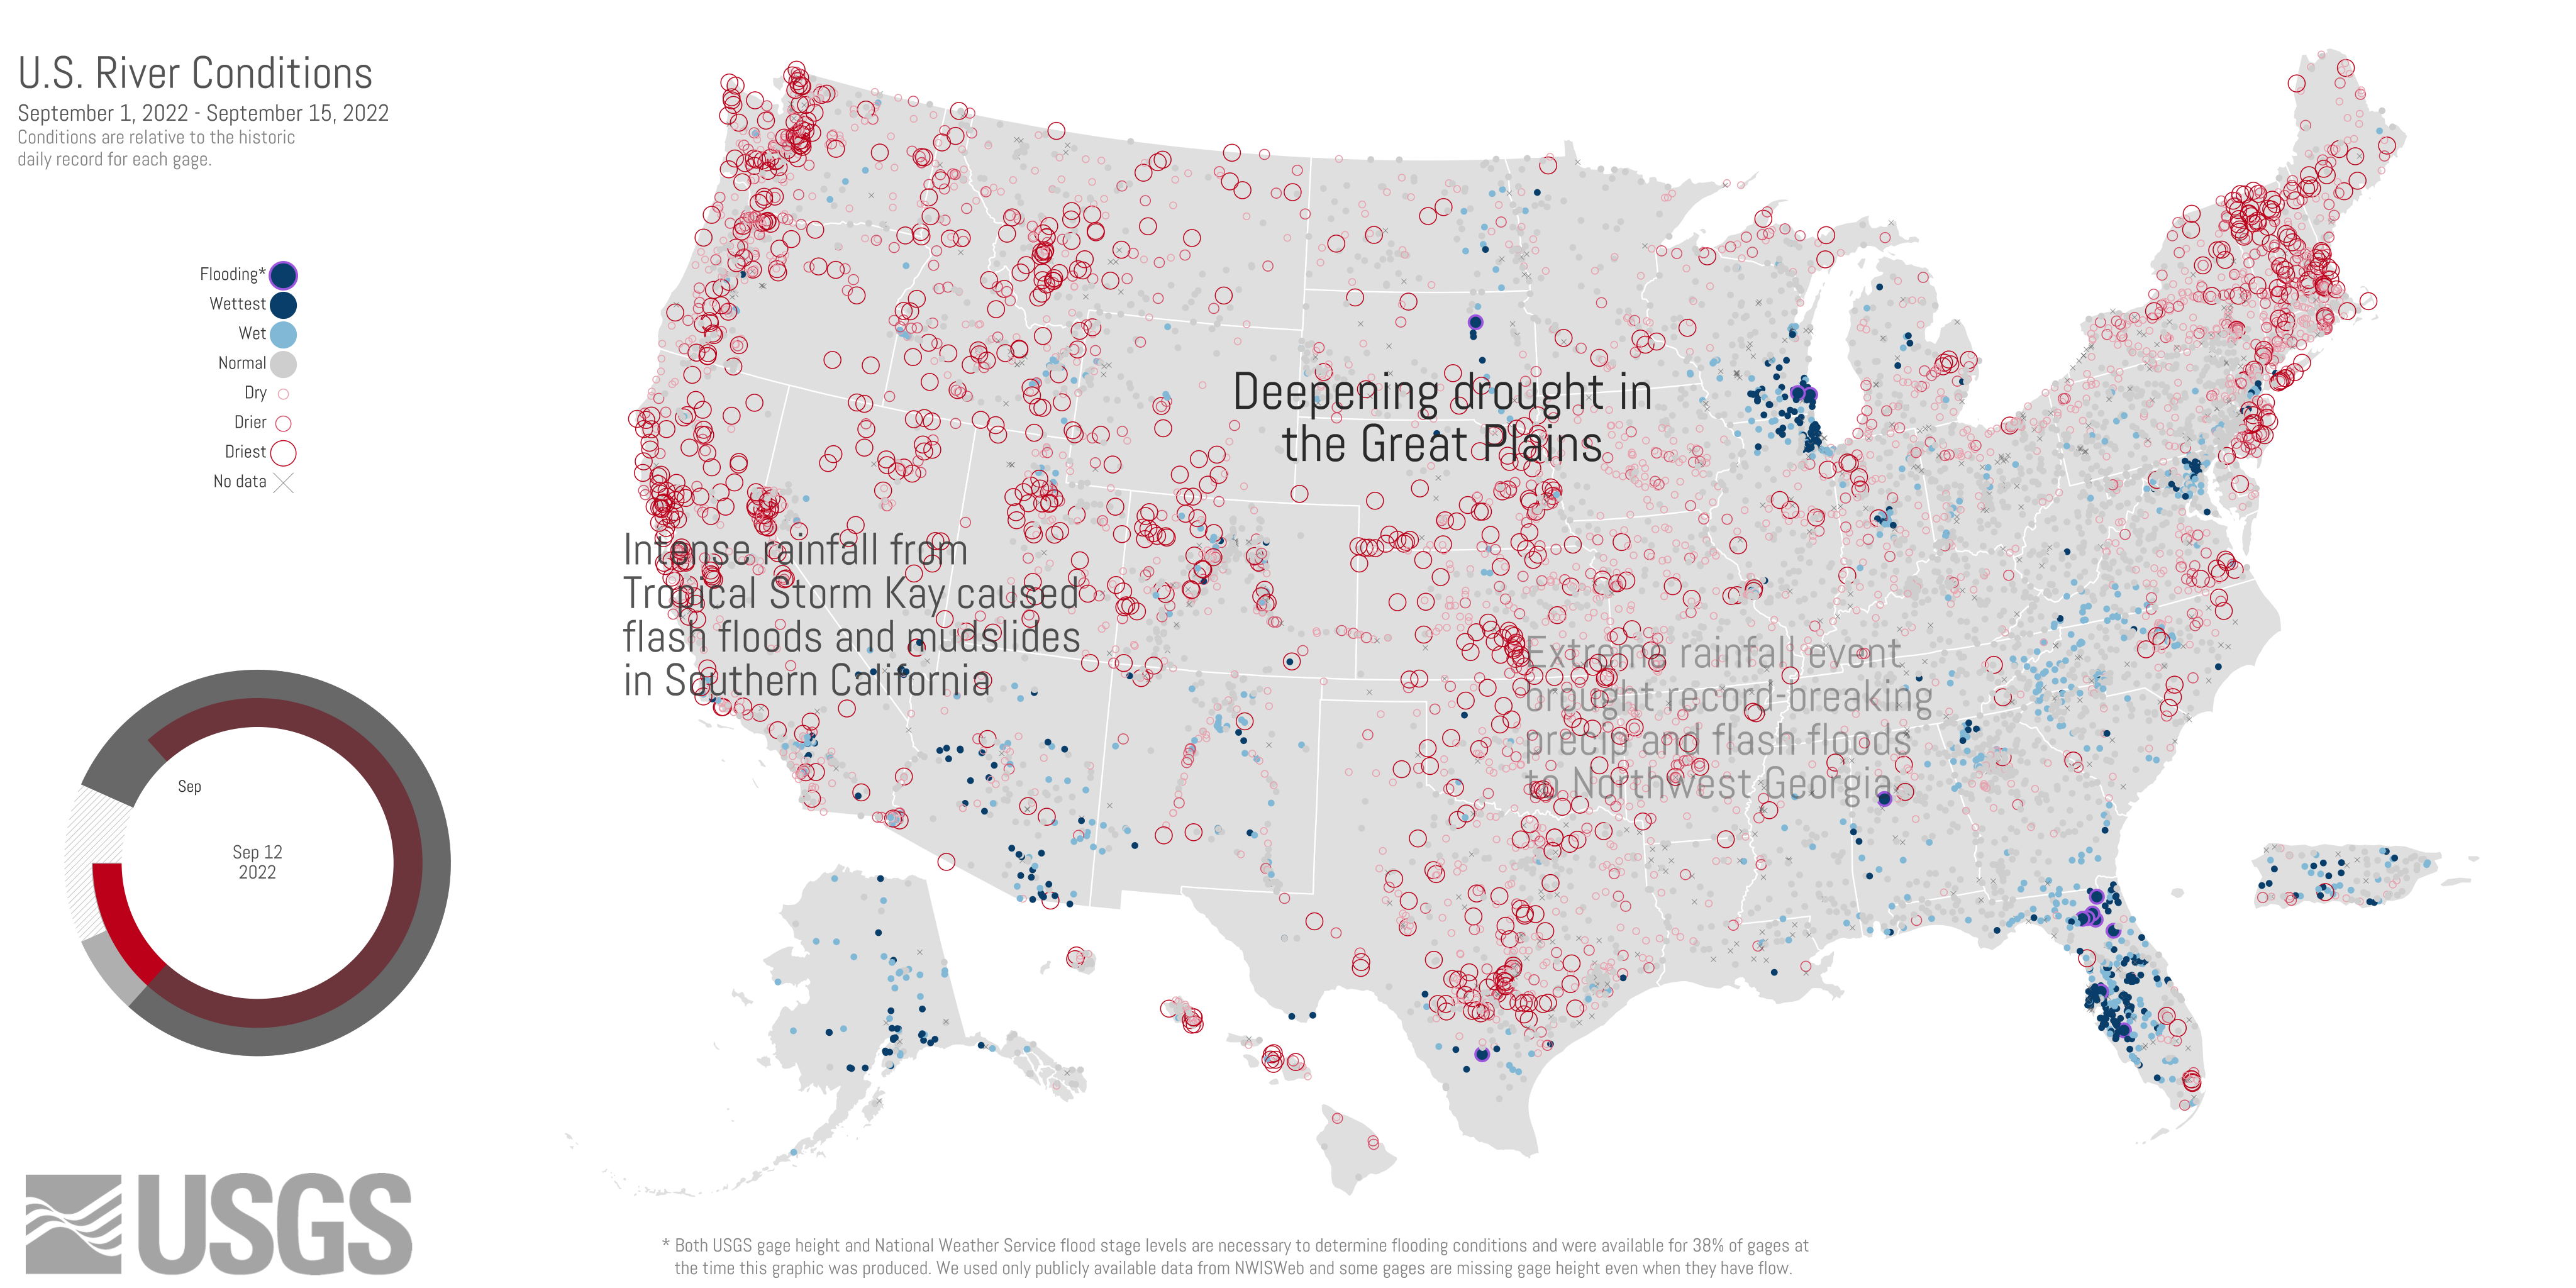 U.S. River Conditions
September 1, 2022 - September 15, 2022
Conditions are relative to the historic
daily record for each gage.
Flooding*
Wettest
Wet
Normal
Dry
Drier
Driest
No data
Deepening drought in
the Great Plains
Intense rainfall from
Tropical Storm Kay caused
flash floods and mudslides
in Southern California
Extreme rainfall event
brought record-breaking
precip and flash floods
to Northwest Georgia
Sep
Sep 12
2022
USGS
* Both USGS gage height and National Weather Service flood stage levels are necessary to determine flooding conditions and were available for 38% of gages at
the time this graphic was produced. We used only publicly available data from NWISWeb and some gages are missing gage height even when they have flow.